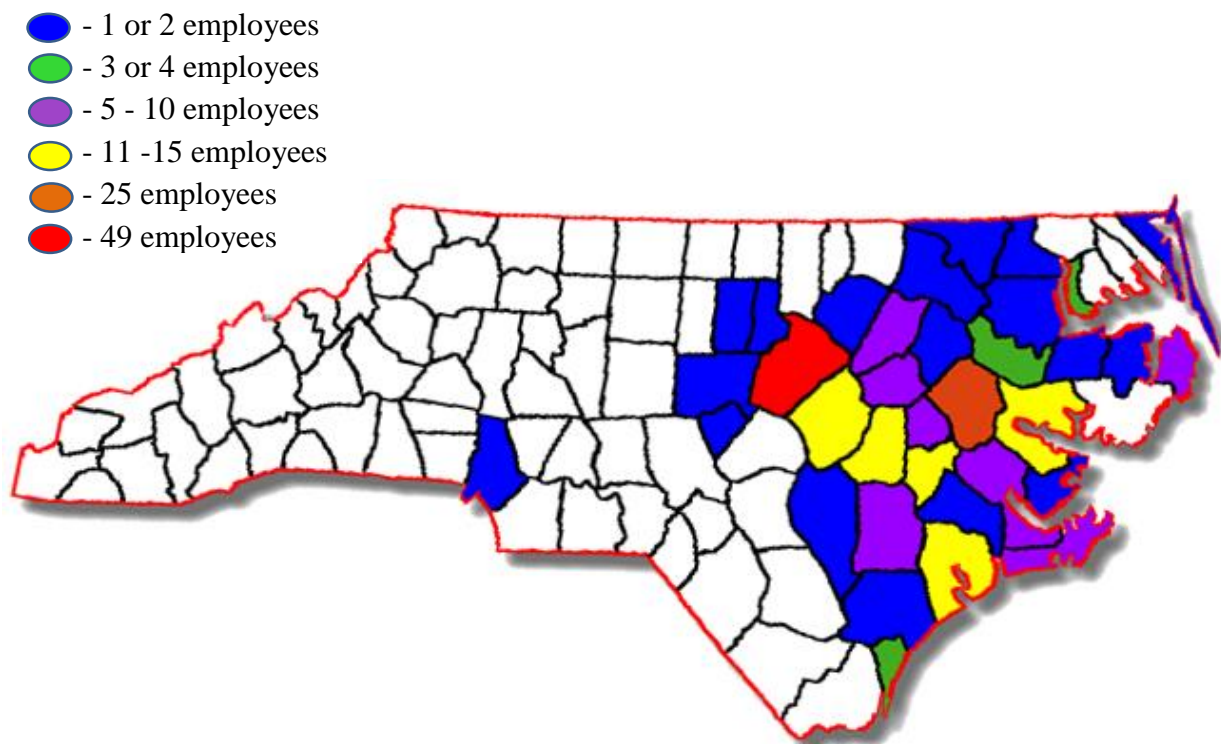 - 1 or 2 employees
- 3 or 4 employees
- 5 - 10 employees
- 11 -15 employees
- 25 employees
- 49 employees